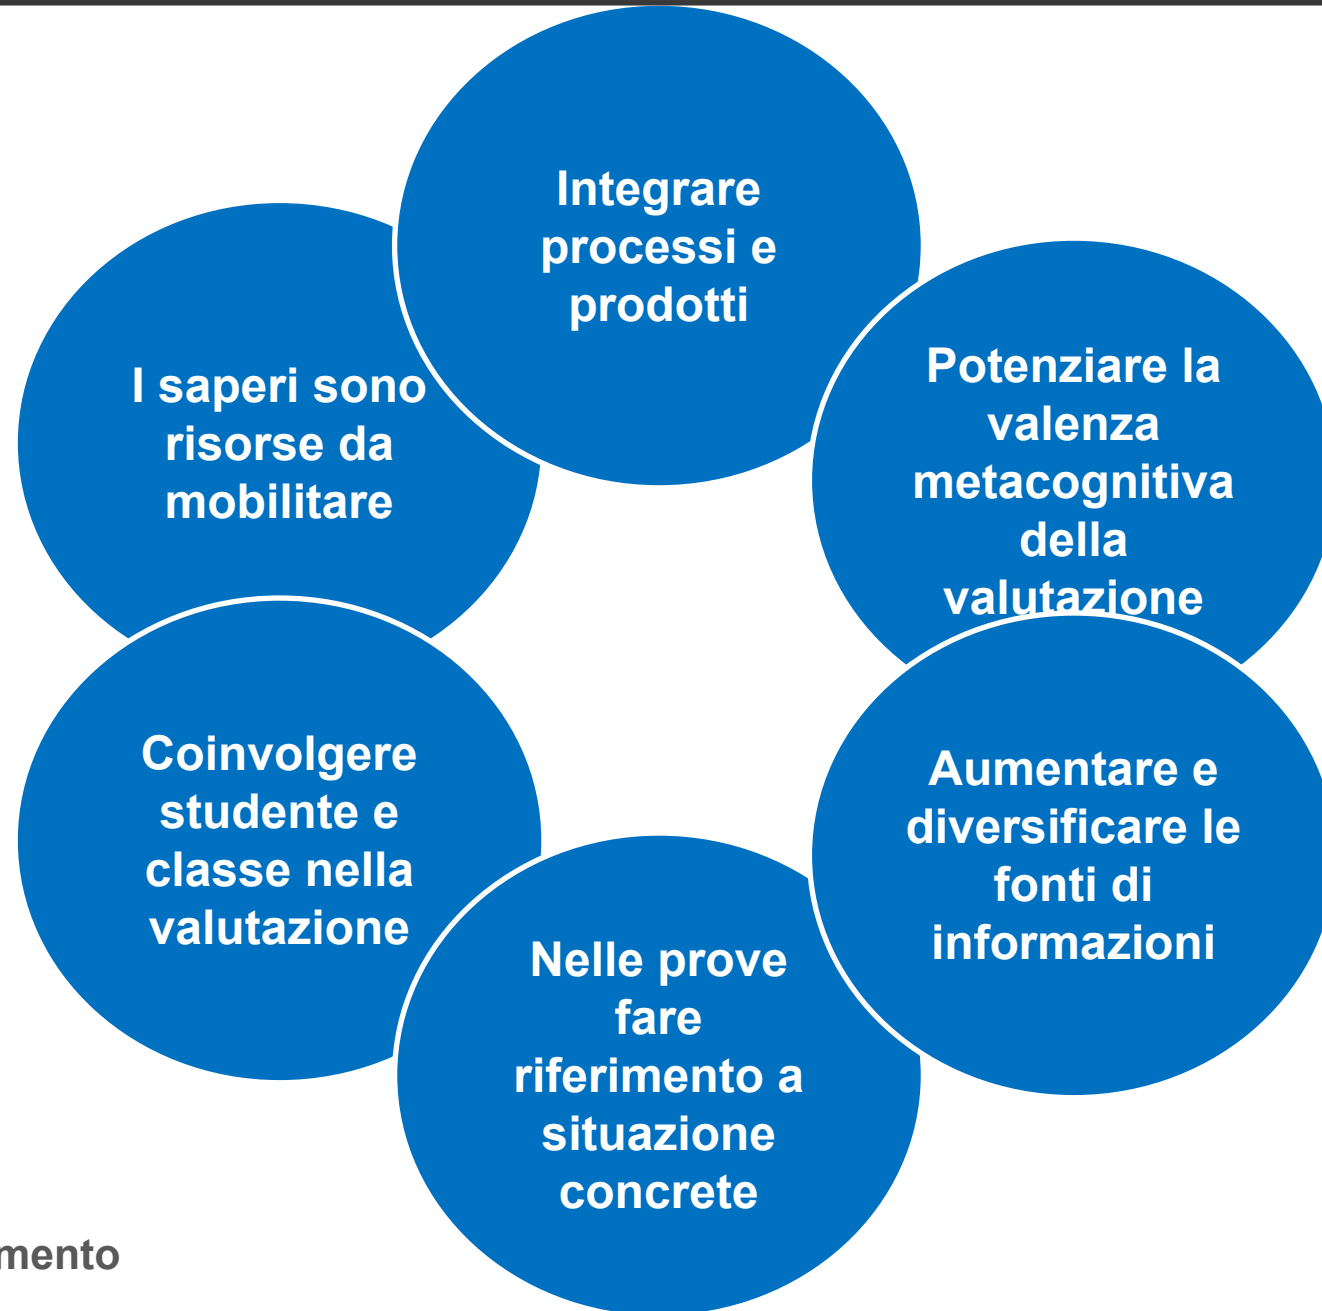 Integrare
processi e
prodotti
Potenziare la
valenza
metacognitiva
della
valutazione
Aumentare e
diversificare le
fonti di
informazioni
Nelle prove
fare
riferimento a
situazione
concrete
Coinvolgere
studente e
classe nella
valutazione
I saperi sono
risorse da
mobilitare
mento